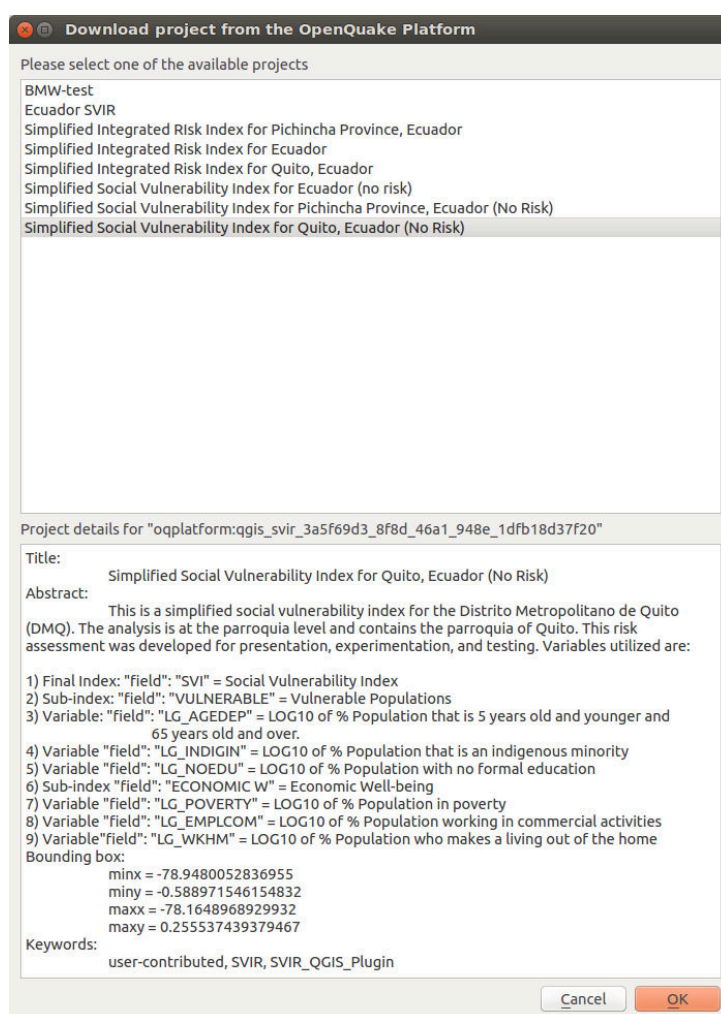 Download project from the OpenQuake Platform
Please select one of the available projects
BMW-test
Ecuador SVIR
Simplified Integrated RIsk Index for Pichincha Province, Ecuador
Simplified Integrated Risk Index for Ecuador
Simplified Integrated Risk Index for Quito, Ecuador
Simplified Social Vulnerability Index for Ecuador (no risk)
Simplified Social Vulnerability Index for Pichincha Province, Ecuador (No Risk)
Simplified Social Vulnerability Index for Quito, Ecuador (No Risk)
Project details for "oqplatform:qgis_svir_3a5f69d3_8f8d_46a1_948e_1dfb18d37f20"
Title:
Simplified Social Vulnerability Index for Quito, Ecuador (No Risk)
Abstract:
This is a simplified social vulnerability index for the Distrito Metropolitano de Quito
(DMQ). The analysis is at the parroquia level and contains the parroquia of Quito. This risk
assessment was developed for presentation, experimentation, and testing. Variables utilized are:
1) Final Index: "field": "SVI" = Social Vulnerability Index
2) Sub-index: "field": "VULNERABLE" = Vulnerable Populations
3) Variable: "field": "LG_AGEDEP" = LOG10 of % Population that is 5 years old and younger and
65 years old and over.
4) Variable "field": "LG_INDIGIN" = LOG10 of % Population that is an indigenous minority
5) Variable "field": "LG_NOEDU" = LOG10 of % Population with no formal education
6) Sub-index "field": "ECONOMIC W" = Economic Well-being
7) Variable "field": "LG_POVERTY" = LOG10 of % Population in poverty
8) Variable "field": "LG_EMPLCOM" = LOG10 of % Population working in commercial activities
9) Variable"field": "LG_WKHM" = LOG10 of % Population who makes a living out of the home
Bounding box:
minx = -78.9480052836955
miny = -0.588971546154832
maxx = -78.1648968929932
maxy = 0.255537439379467
Keywords:
user-contributed, SVIR, SVIR_QGIS_Plugin
Cancel OK